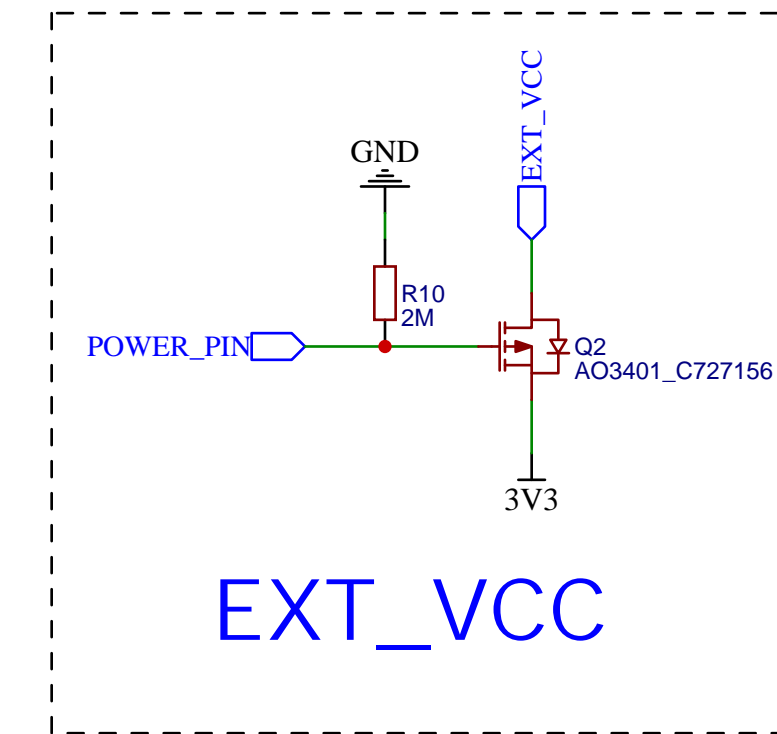 EXT_VCC
GND
R10
2M
POWER_PIN
Q2
AO3401_C727156
3V3
EXT_VCC